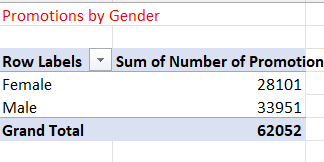 Promotions by Gender
Row Labels Sum of Number of Promotion
Female 28101
Male 33951
Grand Total 62052